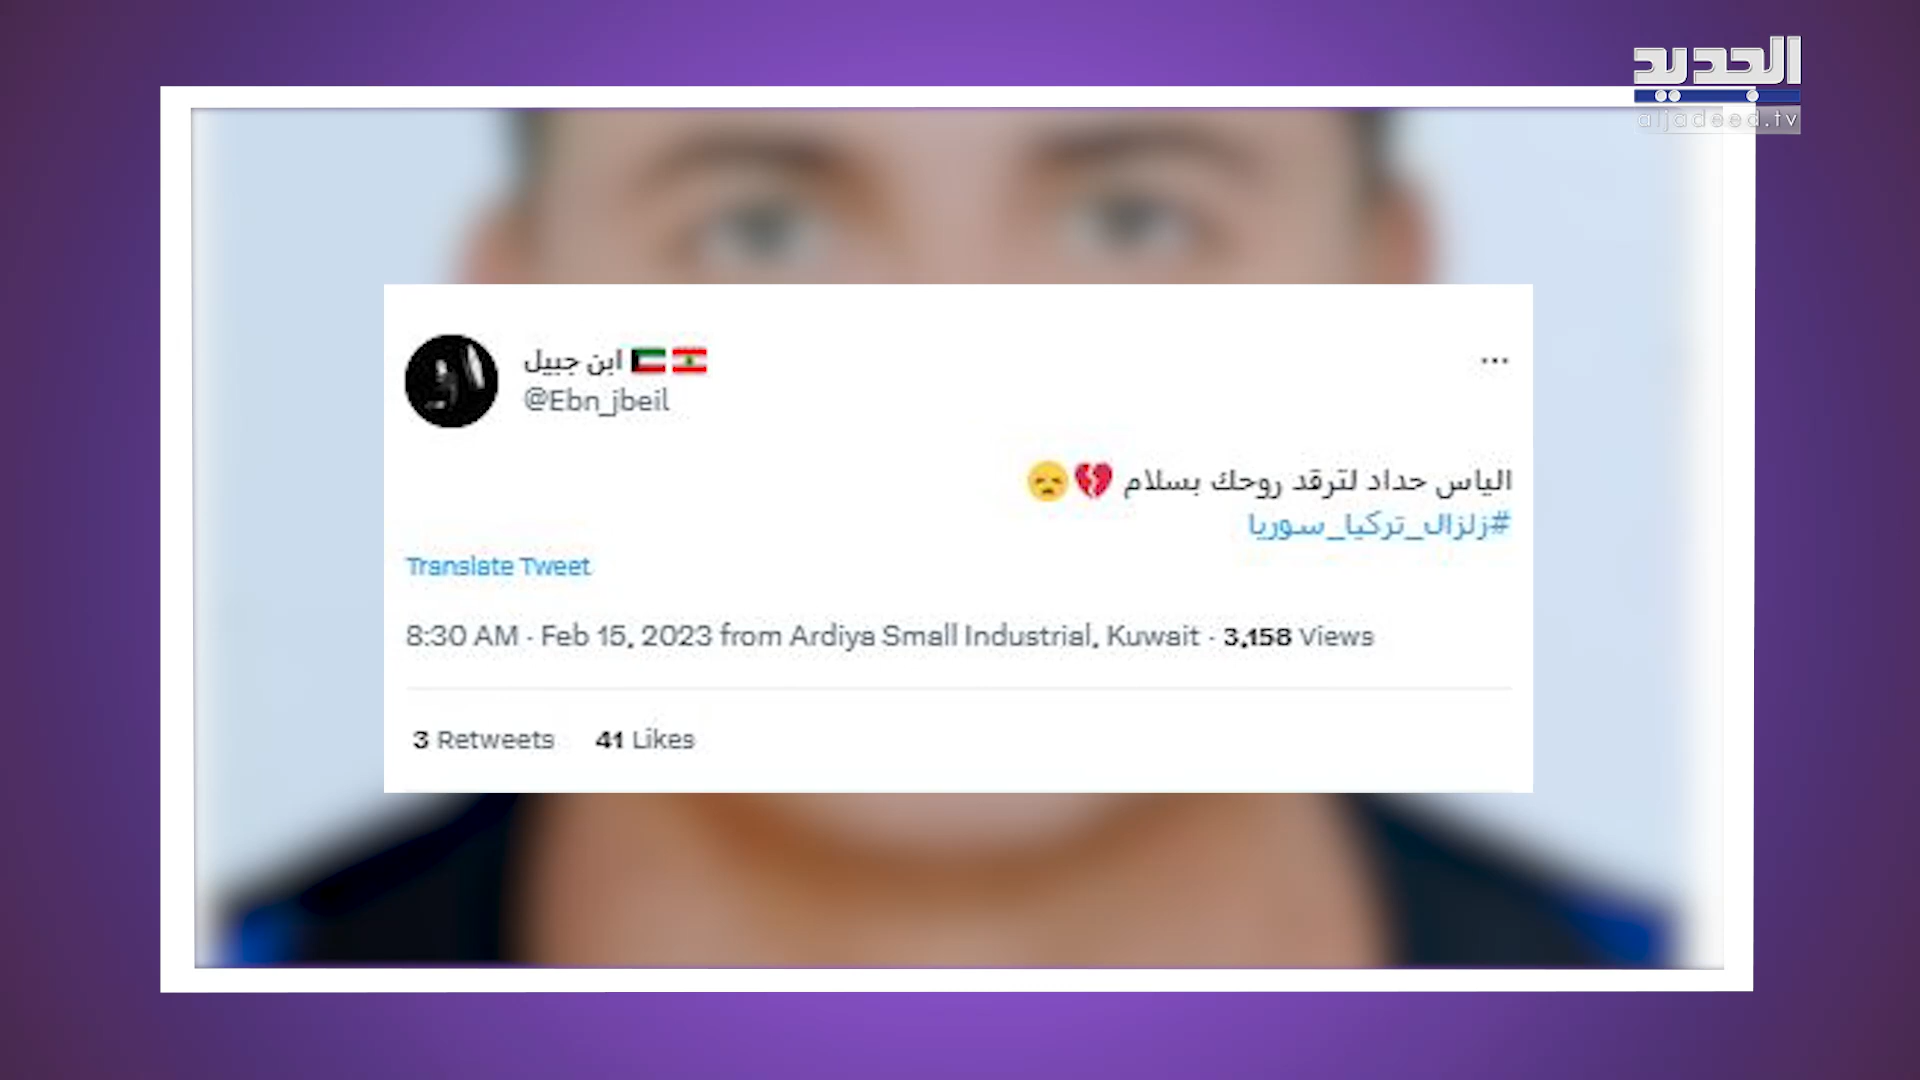 الجديد
aljadeed.tv
ابن جبيل 🇰🇼🇱🇧
@Ebn_jbeil
الياس حداد لترقد روحك بسلام 💔😞
#زلزال_تركيا_سوريا
Translate Tweet
8:30 AM · Feb 15, 2023 from Ardiya Small Industrial, Kuwait · 3,158 Views
3 Retweets 41 Likes